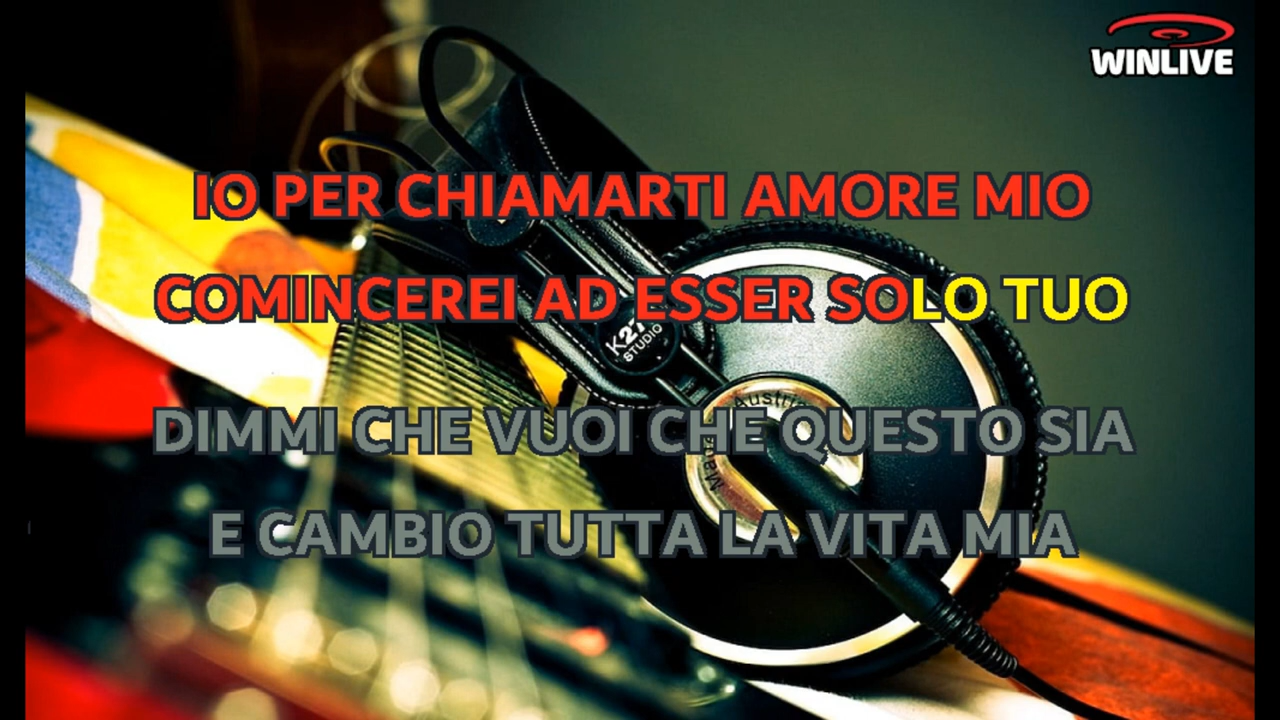 WINLIVE
IO PER CHIAMARTI AMORE MIO
COMINCEREI AD ESSER SOLO TUO
STUDIO
Austria
DIMMI CHE VUOI CHE QUESTO SIA
E CAMBIO TUTTA LA VITA MIA